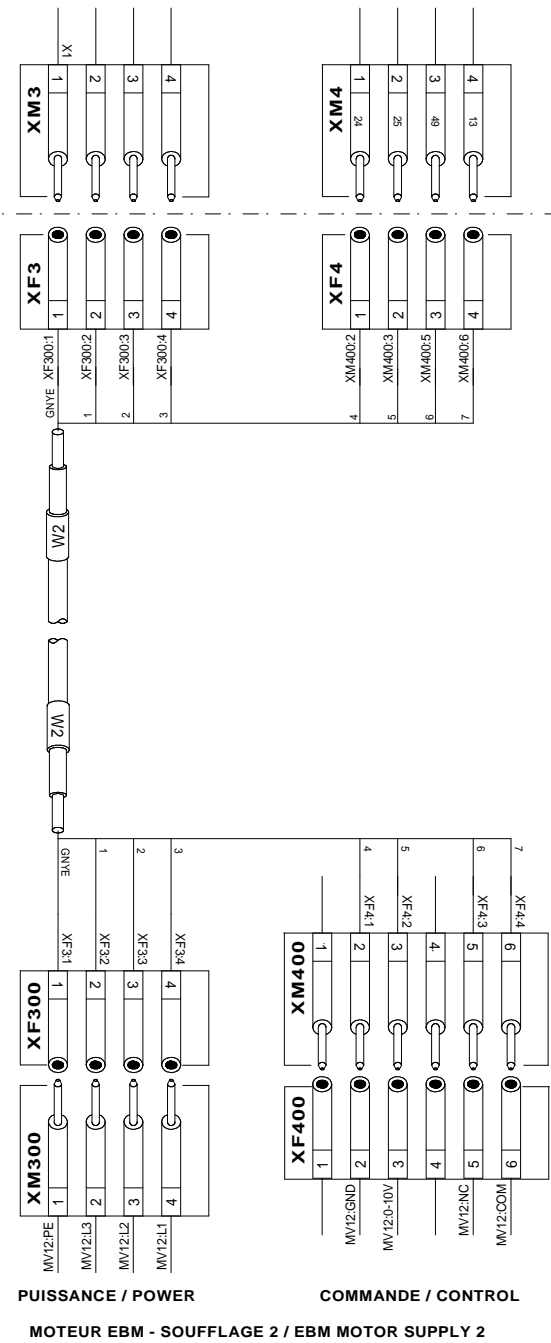 X1
XM3
1 2 3 4
XM4
1 2 3 4
24 25 49 13
XF3
1 2 3 4
XF4
1 2 3 4
XF300:1 XF300:2 XF300:3 XF300:4
XM400:2 XM400:3 XM400:5 XM400:6
GNYE 1 2 3
4 5 6 7
W2
W2
GNYE 1 2 3
4 5 6 7
XF3:1 XF3:2 XF3:3 XF3:4
XF4:1 XF4:2 XF4:3 XF4:4
XF300
1 2 3 4
XM400
1 2 3 4 5 6
XM300
1 2 3 4
XF400
1 2 3 4 5 6
MV12:PE MV12:L3 MV12:L2 MV12:L1
MV12:GND MV12:0-10V MV12:NC MV12:COM
PUISSANCE / POWER
COMMANDE / CONTROL
MOTEUR EBM - SOUFFLAGE 2 / EBM MOTOR SUPPLY 2